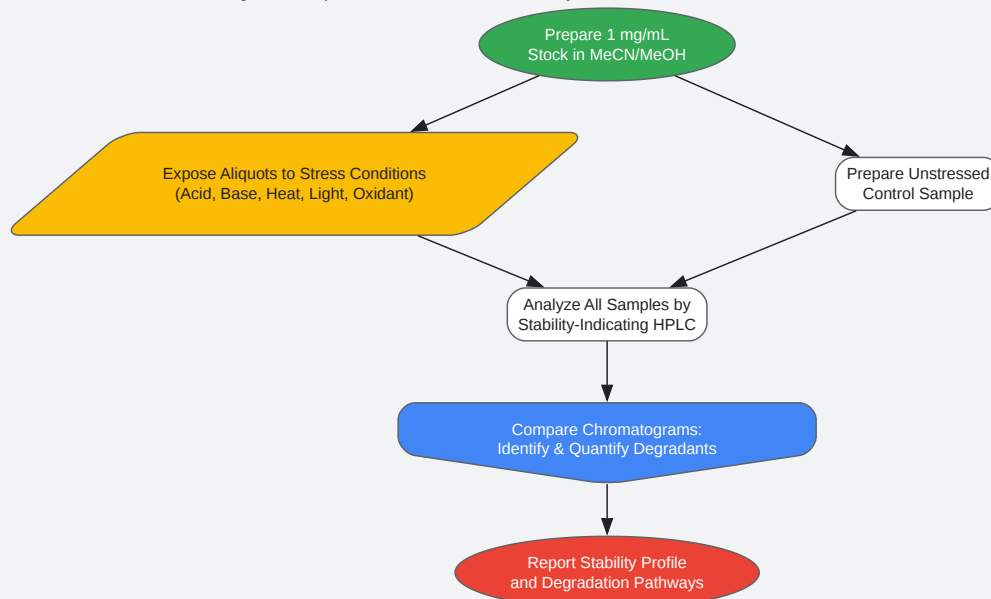 Prepare 1 mg/mL
Stock in MeCN/MeOH
Expose Aliquots to Stress Conditions
(Acid, Base, Heat, Light, Oxidant)
Prepare Unstressed
Control Sample
Analyze All Samples by
Stability-Indicating HPLC
Compare Chromatograms:
Identify & Quantify Degradants
Report Stability Profile
and Degradation Pathways